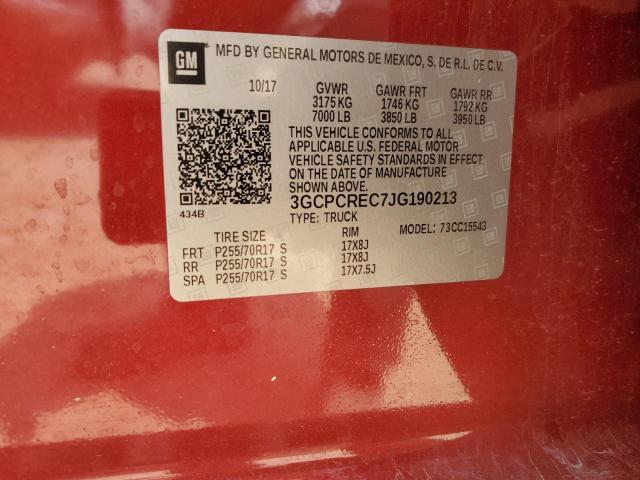 GM MFD BY GENERAL MOTORS DE MEXICO, S. DE R.L. DE C.V.
10/17 GVWR GAWR FRT GAWR RR
3175 KG 1746 KG 1792 KG
7000 LB 3850 LB 3950 LB
THIS VEHICLE CONFORMS TO ALL
APPLICABLE U.S. FEDERAL MOTOR
VEHICLE SAFETY STANDARDS IN EFFECT
ON THE DATE OF MANUFACTURE
SHOWN ABOVE.
434B 3GCPCREC7JG190213
TYPE: TRUCK MODEL: 73CC15543
TIRE SIZE RIM
FRT P255/70R17 S 17X8J
RR P255/70R17 S 17X8J
SPA P255/70R17 S 17X7.5J